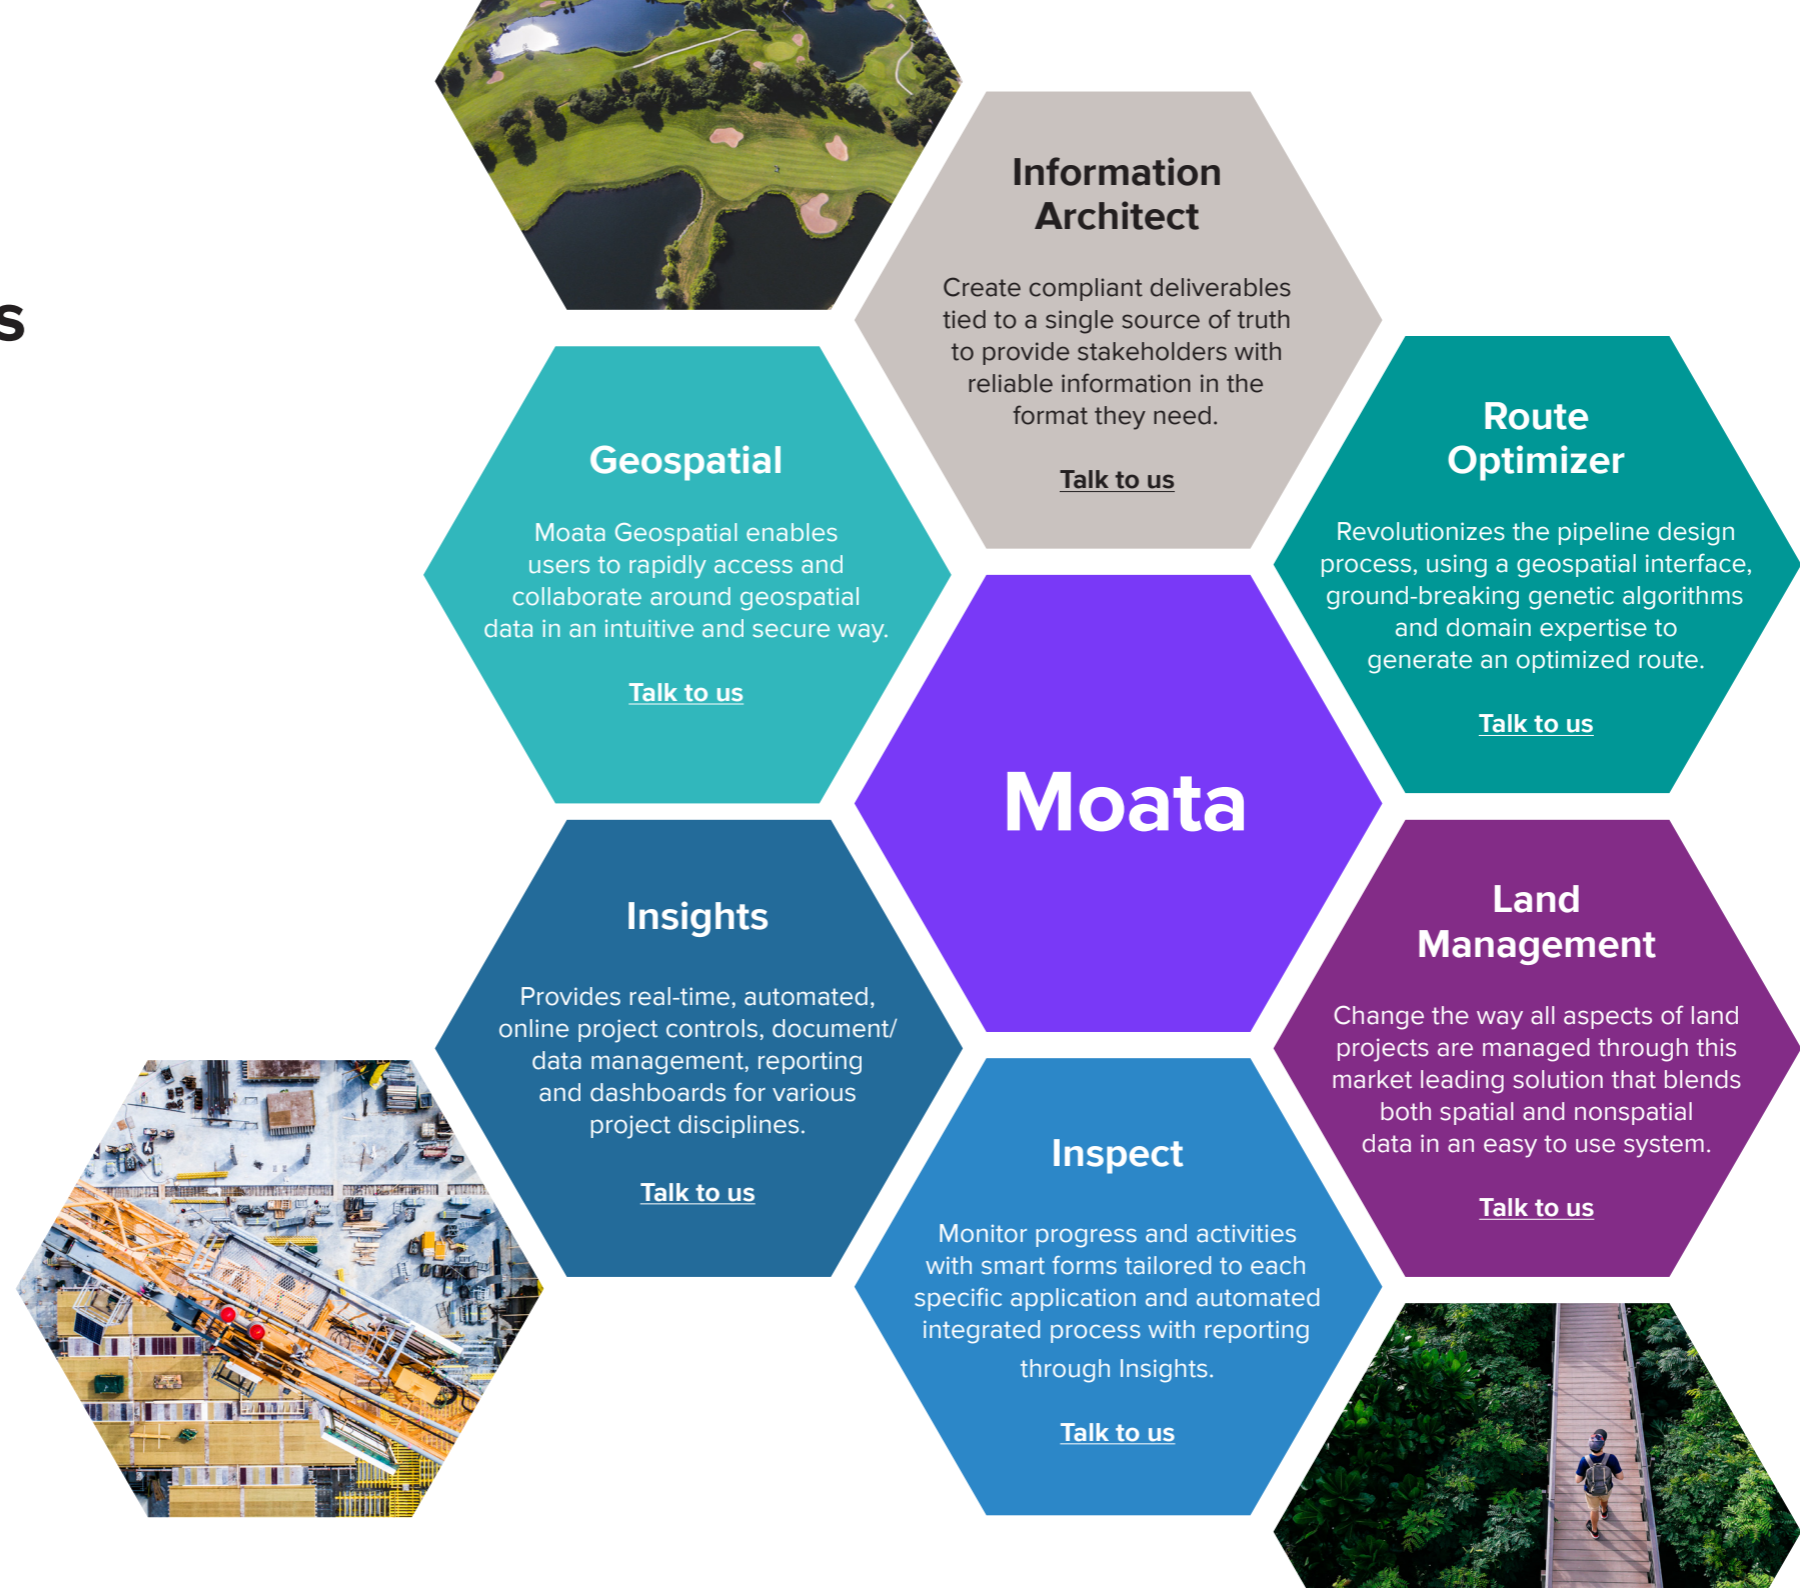 s
Information
Architect
Create compliant deliverables
tied to a single source of truth
to provide stakeholders with
reliable information in the
format they need.
Talk to us
Route
Optimizer
Revolutionizes the pipeline design
process, using a geospatial interface,
ground-breaking genetic algorithms
and domain expertise to
generate an optimized route.
Talk to us
Geospatial
Moata Geospatial enables
users to rapidly access and
collaborate around geospatial
data in an intuitive and secure way.
Talk to us
Moata
Insights
Provides real-time, automated,
online project controls, document/
data management, reporting
and dashboards for various
project disciplines.
Talk to us
Land
Management
Change the way all aspects of land
projects are managed through this
market leading solution that blends
both spatial and nonspatial
data in an easy to use system.
Talk to us
Inspect
Monitor progress and activities
with smart forms tailored to each
specific application and automated
integrated process with reporting
through Insights.
Talk to us